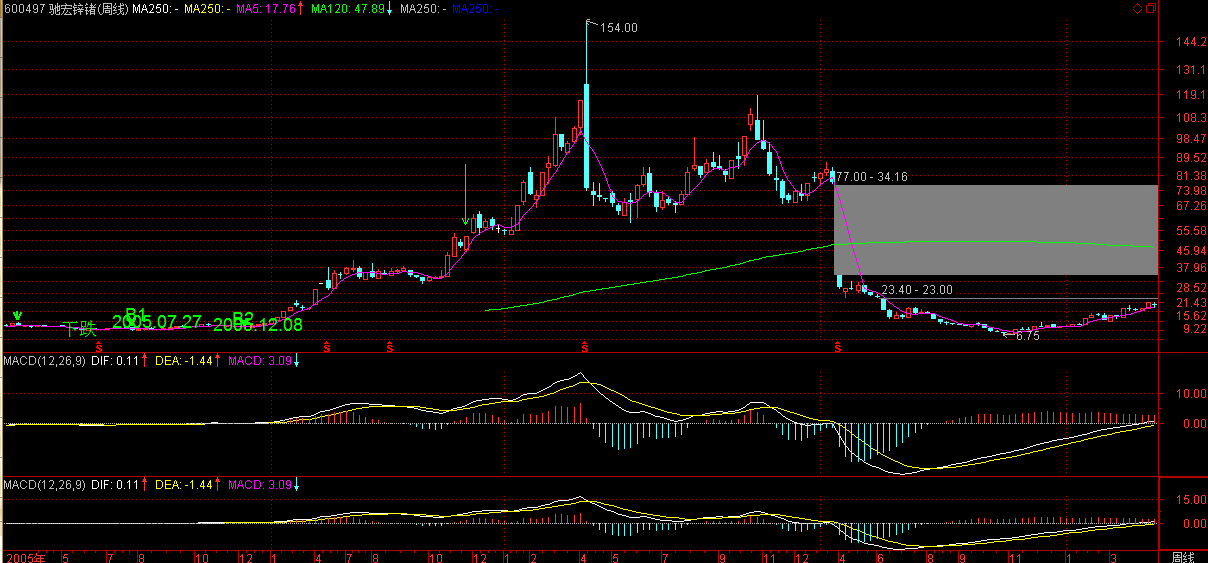 600497 驰宏锌锗(周线) MA250: - MA250: - MA5: 17.76↑ MA120: 47.89↓ MA250: - MA250: -
154.00
144.2
131.1
119.1
108.3
98.47
89.52
81.38
77.00 - 34.16
73.98
67.26
55.58
45.94
37.96
28.52
23.40 - 23.00
21.43
15.62
9.22
下跌
B1
2005.07.27
B2
2005.12.08
6.75
S S S S S
MACD(12,26,9) DIF: 0.11↑ DEA: -1.44↑ MACD: 3.09↓
10.00
0.00
MACD(12,26,9) DIF: 0.11↑ DEA: -1.44↑ MACD: 3.09↓
15.00
0.00
2005年 5 7 8 10 12 1 4 7 8 10 12 1 2 4 5 7 9 11 12 4 6 8 9 11 1 3 周线